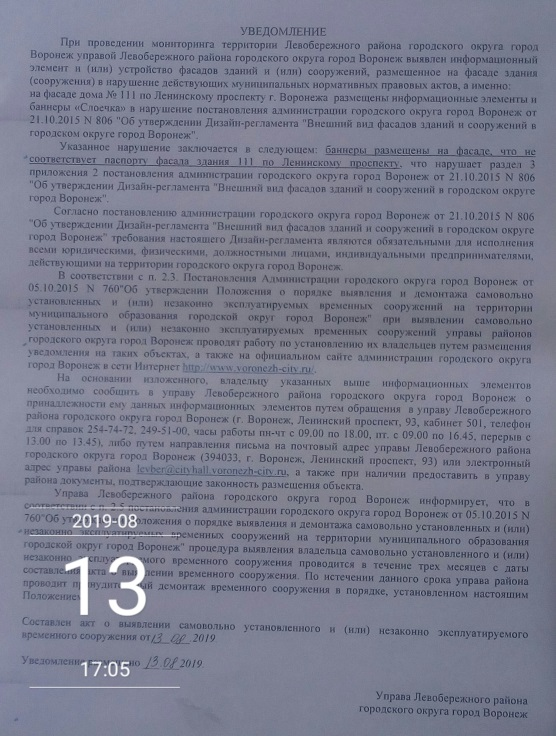 УВЕДОМЛЕНИЕ
При проведении мониторинга территории Левобережного района городского округа город
Воронеж управой Левобережного района городского округа город Воронеж выявлен информационный
элемент и (или) устройство фасадов зданий и (или) сооружений, размещенное на фасаде здания
(сооружения) в нарушение действующих муниципальных нормативных правовых актов, а именно:
на фасаде дома № 111 по Ленинскому проспекту г. Воронежа размещены информационные элементы и
баннеры «Слоечка» в нарушение постановления администрации городского округа город Воронеж от
21.10.2015 N 806 "Об утверждении Дизайн-регламента "Внешний вид фасадов зданий и сооружений в
городском округе город Воронеж".
Указанное нарушение заключается в следующем: баннеры размещены на фасаде, что не
соответствует паспорту фасада здания 111 по Ленинскому проспекту, что нарушает раздел 3
приложения 2 постановления администрации городского округа город Воронеж от 21.10.2015 N 806
"Об утверждении Дизайн-регламента "Внешний вид фасадов зданий и сооружений в городском округе
город Воронеж".
Согласно постановлению администрации городского округа город Воронеж от 21.10.2015 N 806
"Об утверждении Дизайн-регламента "Внешний вид фасадов зданий и сооружений в городском округе
город Воронеж" требования настоящего Дизайн-регламента являются обязательными для исполнения
всеми юридическими, физическими, должностными лицами, индивидуальными предпринимателями,
действующими на территории городского округа город Воронеж.
В соответствии с п. 2.3. Постановления Администрации городского округа город Воронеж от
05.10.2015 N 760"Об утверждении Положения о порядке выявления и демонтажа самовольно
установленных и (или) незаконно эксплуатируемых временных сооружений на территории
муниципального образования городской округ город Воронеж" при выявлении самовольно
установленных и (или) незаконно эксплуатируемых временных сооружений управы районов
городского округа город Воронеж проводят работу по установлению их владельцев путем размещения
уведомления на таких объектах, а также на официальном сайте администрации городского округа
город Воронеж в сети Интернет http://www.voronezh-city.ru/.
На основании изложенного, владельцу указанных выше информационных элементов
необходимо сообщить в управу Левобережного района городского округа город Воронеж о
принадлежности ему данных информационных элементов путем обращения в управу Левобережного
района городского округа город Воронеж (г. Воронеж, Ленинский проспект, 93, кабинет 501, телефон
для справок 254-74-72, 249-51-00, часы работы пн-чт с 09.00 по 18.00, пт. с 09.00 по 16.45, перерыв с
13.00 по 13.45), либо путем направления письма на почтовый адрес управы Левобережного района
городского округа город Воронеж (394033, г. Воронеж, Ленинский проспект, 93) или электронный
адрес управы района levber@cityhall.voronezh-city.ru, а также при наличии предоставить в управу
района документы, подтверждающие законность размещения объекта.
Управа Левобережного района городского округа город Воронеж информирует, что в
соответствии с п. 2.5 постановления администрации городского округа город Воронеж от 05.10.2015 N
760"Об Положения о порядке выявления и демонтажа самовольно установленных и (или)
незаконно эксплуатируемых временных сооружений на территории муниципального образования
городской округ город Воронеж" процедура выявления владельца самовольно установленного и (или)
незаконно временного сооружения проводится в течение трех месяцев с даты
составления акта о выявлении временного сооружения. По истечении данного срока управа района
проводит демонтаж временного сооружения в порядке, установленном настоящим
Положением
Составлен акт о выявлении самовольно установленного и (или) незаконно эксплуатируемого
временного сооружения от 13.08 2019
Уведомление 13.08 2019.
Управа Левобережного района
городского округа город Воронеж
2019-08
13
17:05